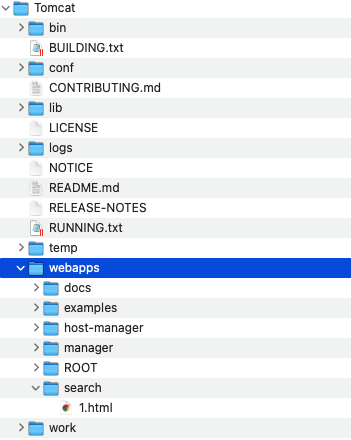 Tomcat
bin
BUILDING.txt
conf
CONTRIBUTING.md
lib
LICENSE
logs
NOTICE
README.md
RELEASE-NOTES
RUNNING.txt
temp
webapps
docs
examples
host-manager
manager
ROOT
search
1.html
work